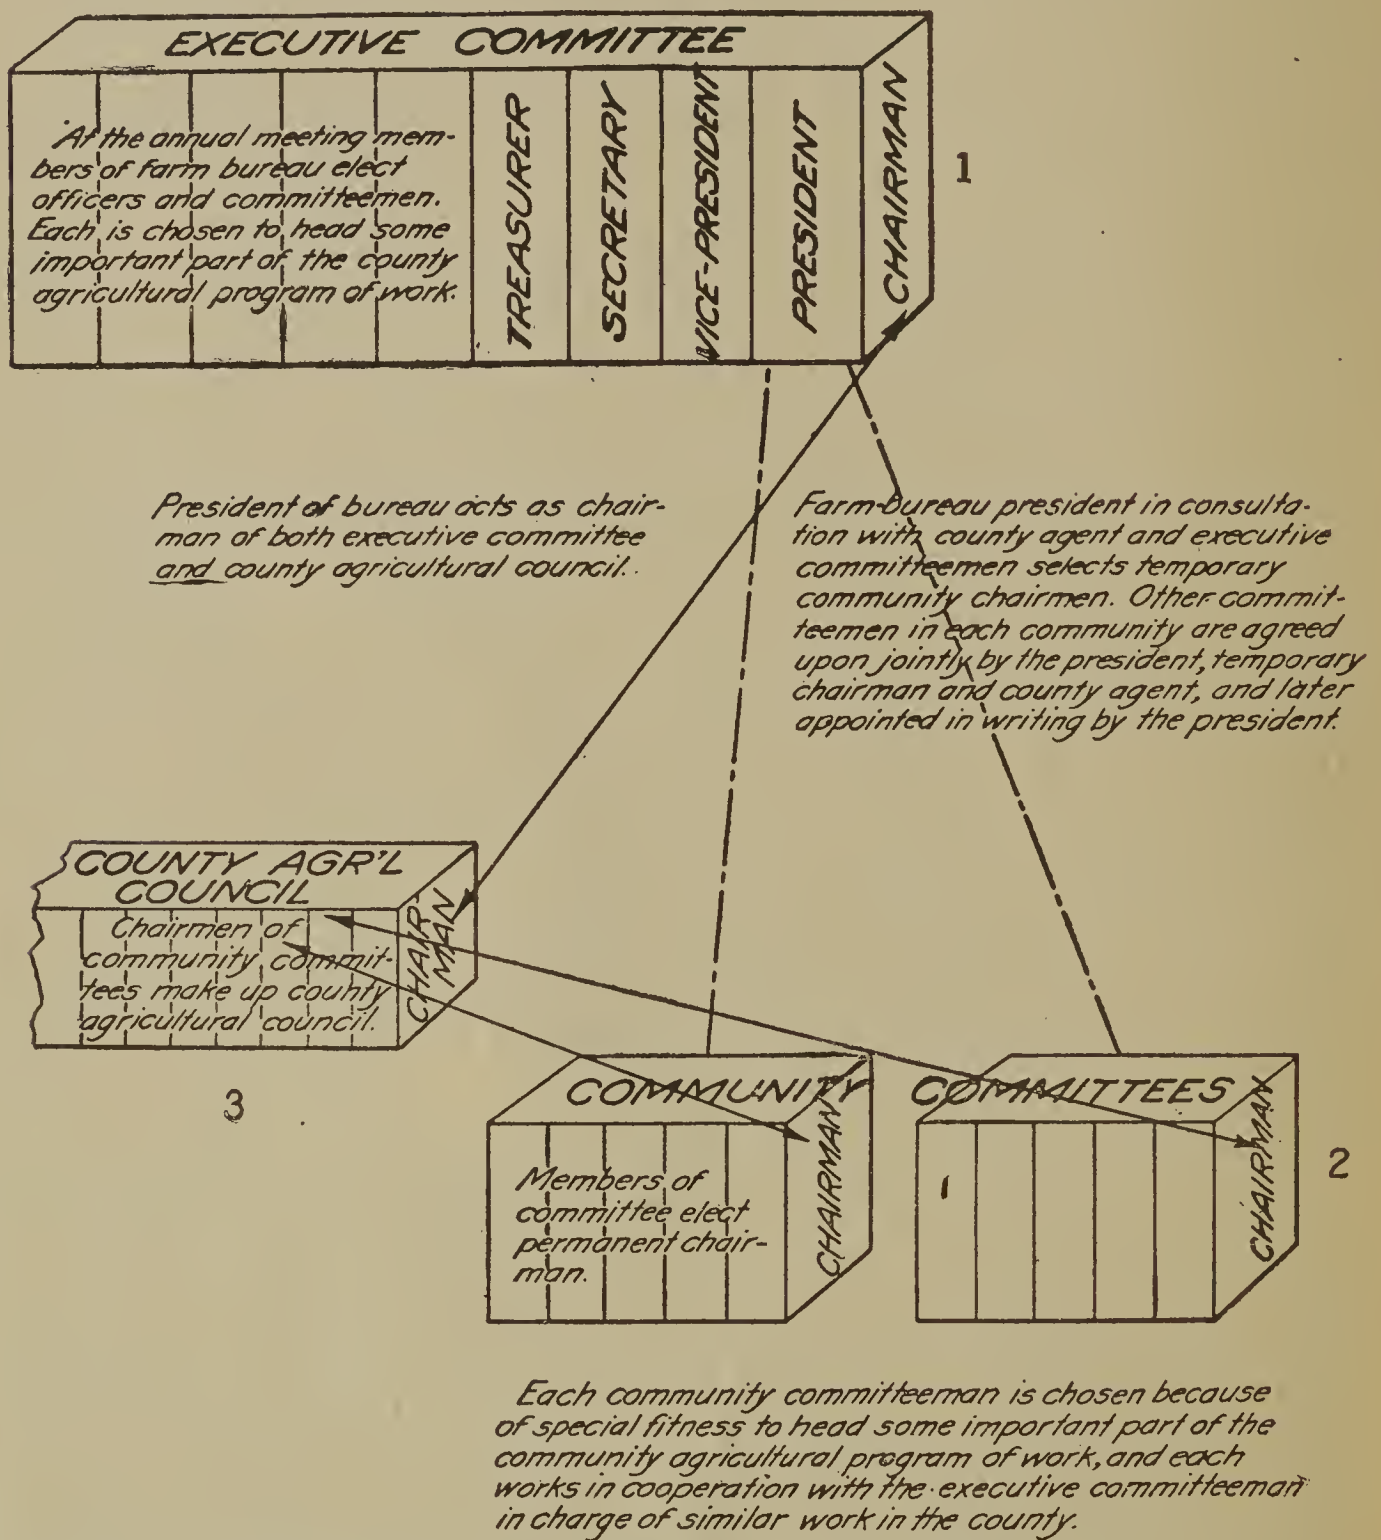 EXECUTIVE COMMITTEE
At the annual meeting mem-
bers of farm bureau elect
officers and committeemen.
Each is chosen to head some
important part of the county
agricultural program of work.
TREASURER
SECRETARY
VICE-PRESIDENT
PRESIDENT
CHAIRMAN
1
President of bureau acts as chair-
man of both executive committee
and county agricultural council.
Farm-bureau president in consulta-
tion with county agent and executive
committeemen selects temporary
community chairmen. Other commit-
teemen in each community are agreed
upon jointly by the president, temporary
chairman and county agent, and later
appointed in writing by the president.
COUNTY AGR'L
COUNCIL
Chairmen of
community commit-
tees make up county
agricultural council.
CHAIR-
MAN
3
COMMUNITY COMMITTEES
Members of
committee elect
permanent chair-
man.
CHAIRMAN
CHAIRMAN
2
Each community committeeman is chosen because
of special fitness to head some important part of the
community agricultural program of work, and each
works in cooperation with the executive committeeman
in charge of similar work in the county.